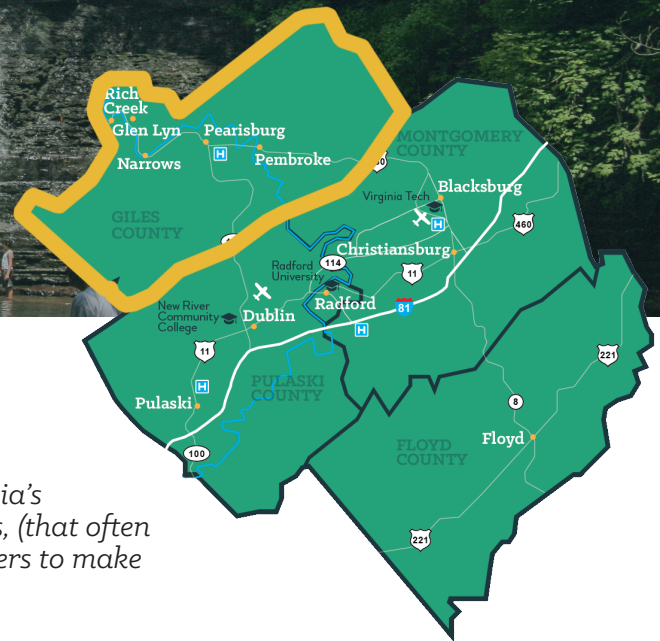 Rich
Creek
Glen Lyn
Narrows
Pearisburg
H
Pembroke
GILES
COUNTY
MONTGOMERY
COUNTY
Virginia Tech
Blacksburg
H
460
Christiansburg
114
11
Radford
University
Radford
81
H
New River
Community
College
Dublin
11
H
Pulaski
PULASKI
COUNTY
100
221
8
Floyd
FLOYD
COUNTY
221
ia's
s, (that often
ers to make